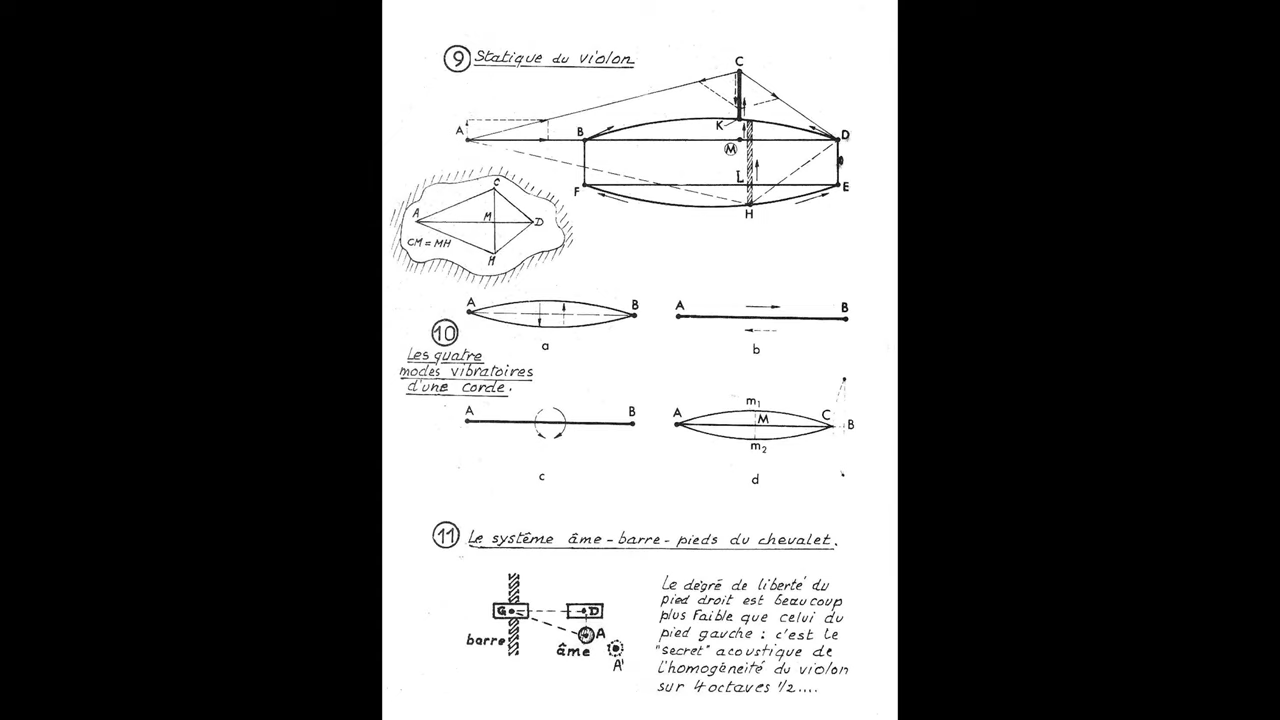 9 Statique du violon
C
K
A
B
D
M
L
F
E
H
C
A
M
D
CM = MH
H
A
B
A
B
10
a
b
Les quatre
modes vibratoires
d'une corde.
A
B
A
m1
M
C
B
m2
c
d
11 Le système âme - barre - pieds du chevalet.
G
D
A
barre
âme
A'
Le dègré de liberté du
pied droit est beaucoup
plus faible que celui du
pied gauche : c'est le
"secret" acoustique de
l'homogéneité du violon
sur 4 octaves 1/2....